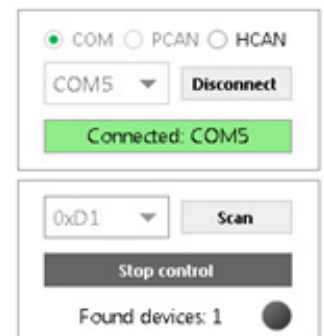 COM PCAN HCAN
COM5 Disconnect
Connected: COM5
0xD1 Scan
Stop control
Found devices: 1